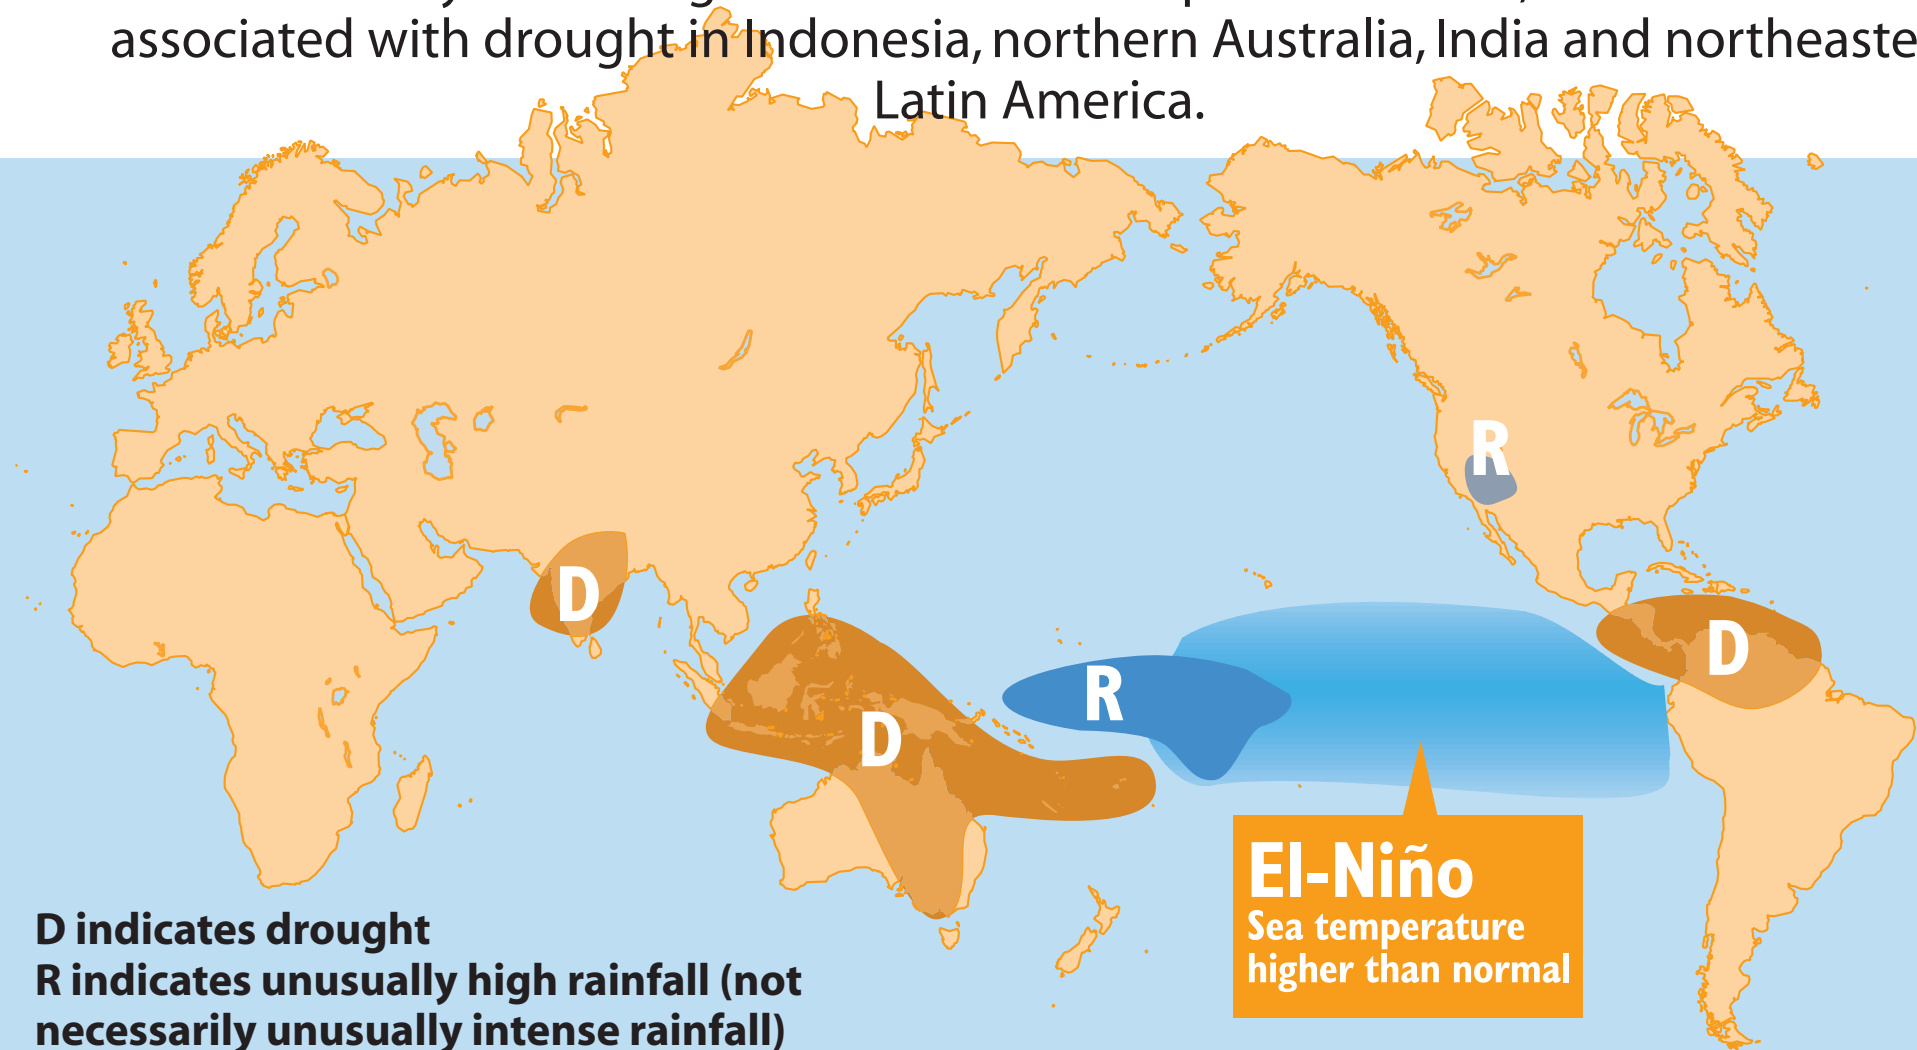 associated with drought in Indonesia, northern Australia, India and northeaste
Latin America.
R
D
D
R
D
El-Niño
Sea temperature
higher than normal
D indicates drought
R indicates unusually high rainfall (not
necessarily unusually intense rainfall)